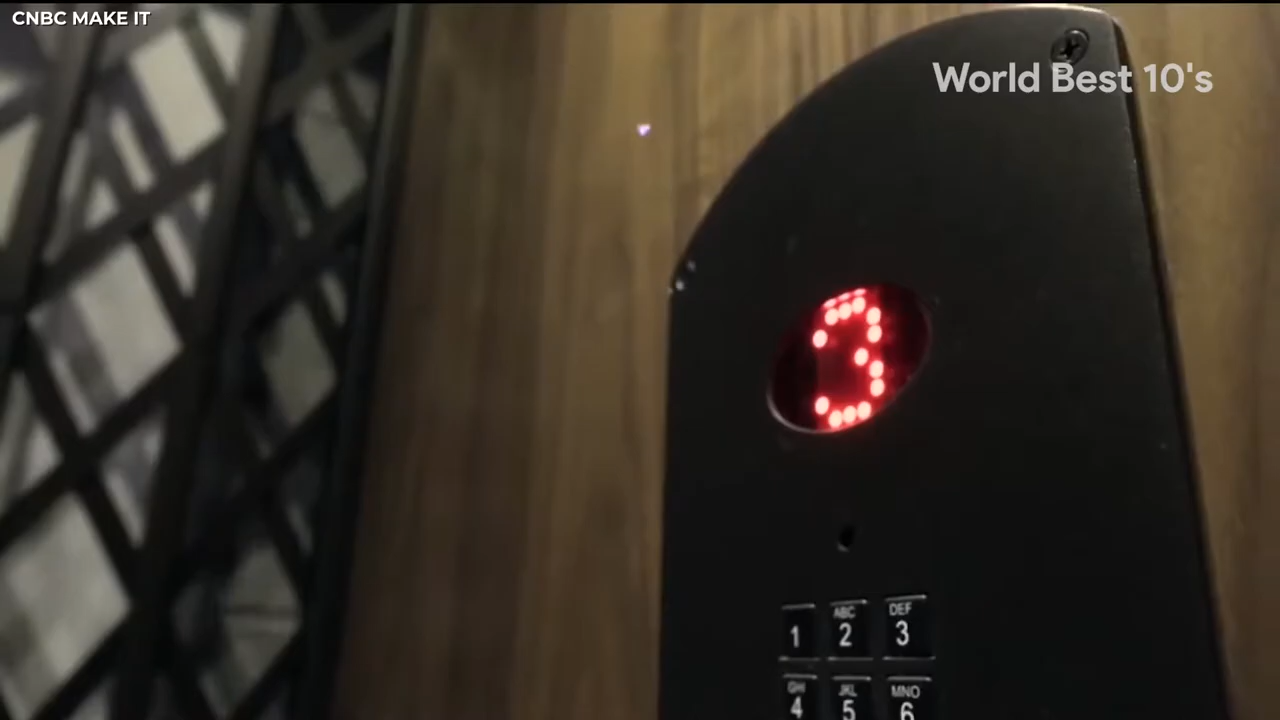 CNBC MAKE IT
World Best 10's
3
ABC DEF
1 2 3
GHI JKL MNO
4 5 6